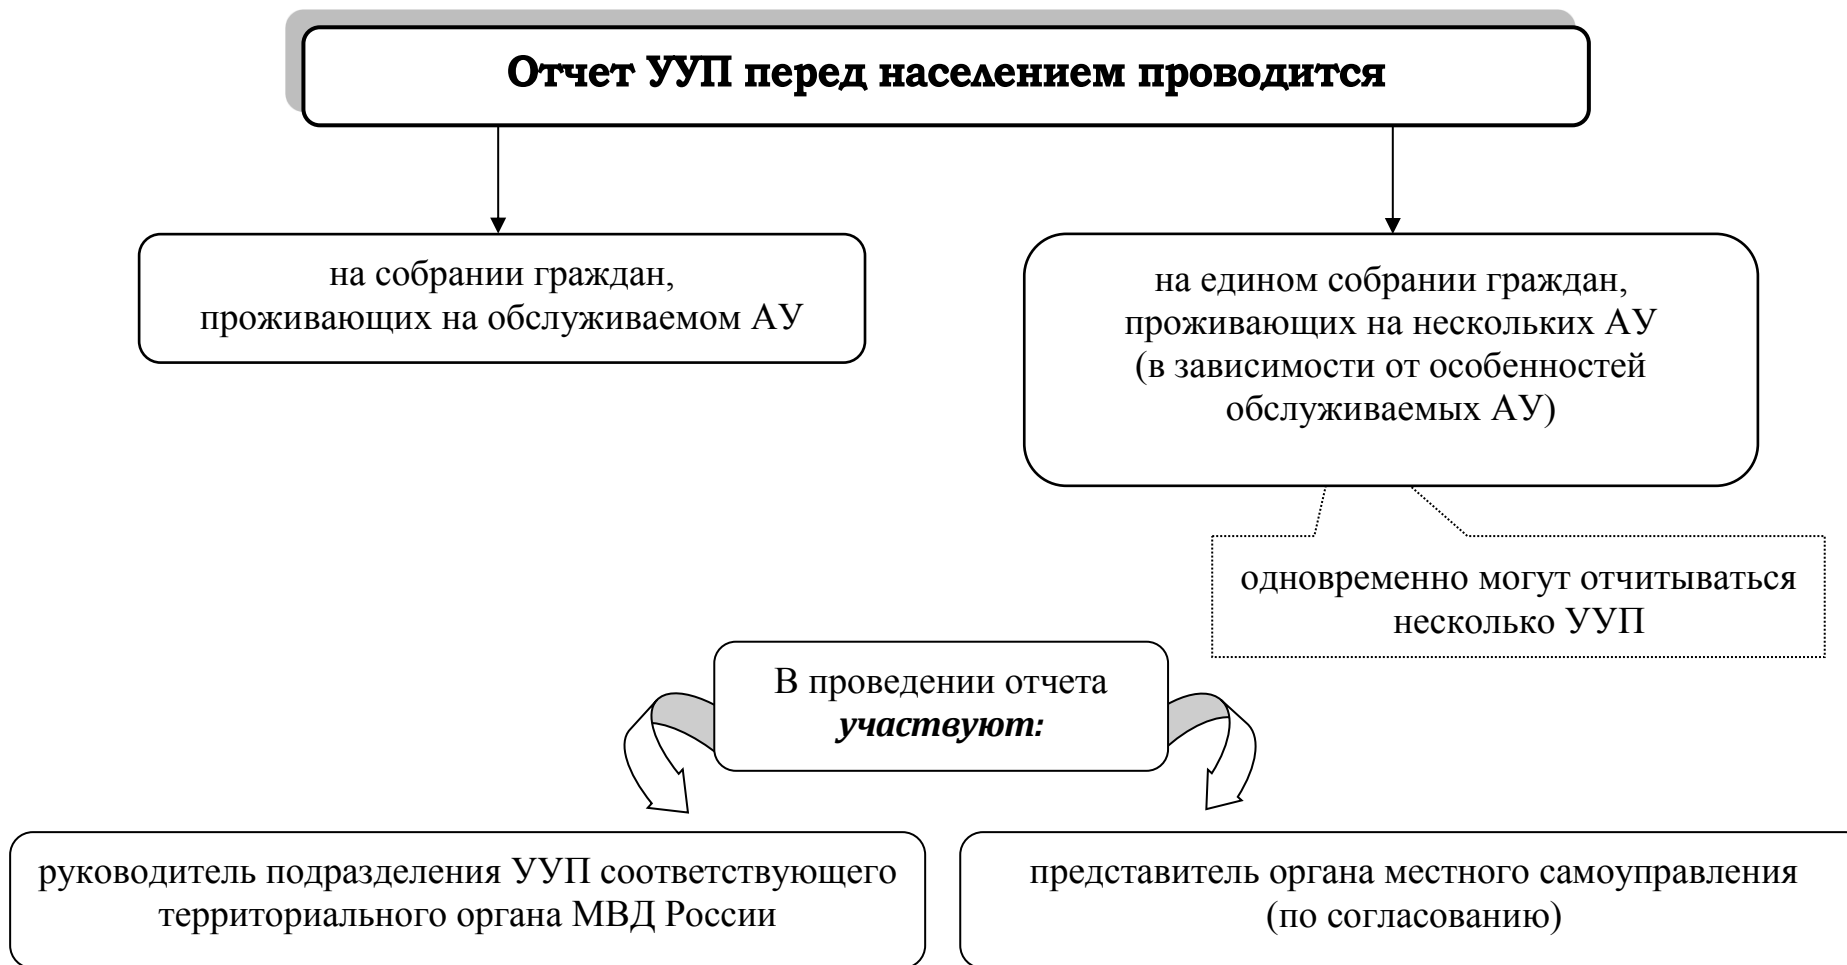 Отчет УУП перед населением проводится
на собрании граждан,
проживающих на обслуживаемом АУ
на едином собрании граждан,
проживающих на нескольких АУ
(в зависимости от особенностей
обслуживаемых АУ)
одновременно могут отчитываться
несколько УУП
В проведении отчета
участвуют:
руководитель подразделения УУП соответствующего
территориального органа МВД России
представитель органа местного самоуправления
(по согласованию)